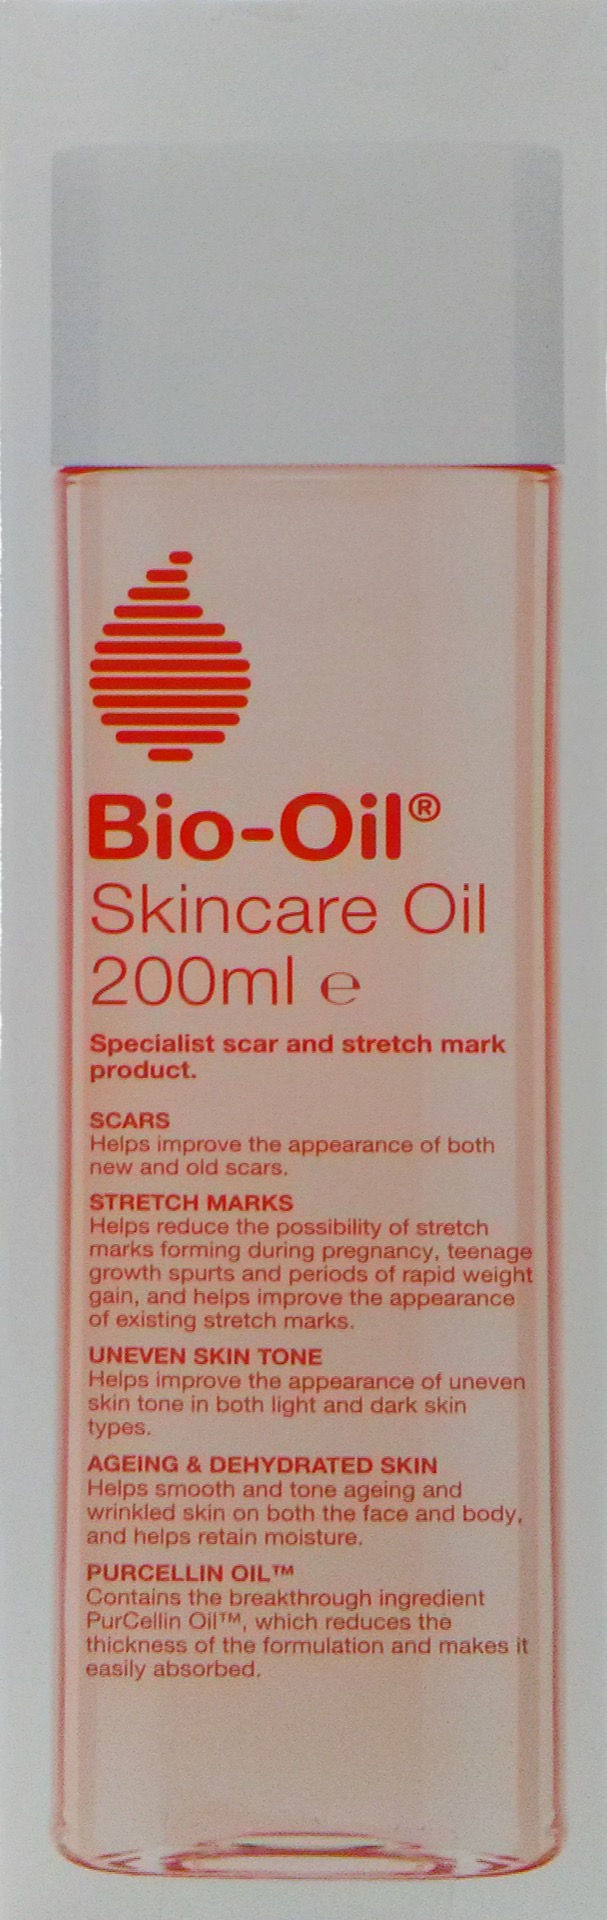 Bio-Oil®
Skincare Oil
200ml ℮
Specialist scar and stretch mark
product.
SCARS
Helps improve the appearance of both
new and old scars.
STRETCH MARKS
Helps reduce the possibility of stretch
marks forming during pregnancy, teenage
growth spurts and periods of rapid weight
gain, and helps improve the appearance
of existing stretch marks.
UNEVEN SKIN TONE
Helps improve the appearance of uneven
skin tone in both light and dark skin
types.
AGEING & DEHYDRATED SKIN
Helps smooth and tone ageing and
wrinkled skin on both the face and body,
and helps retain moisture.
PURCELLIN OIL™
Contains the breakthrough ingredient
PurCellin Oil™, which reduces the
thickness of the formulation and makes it
easily absorbed.